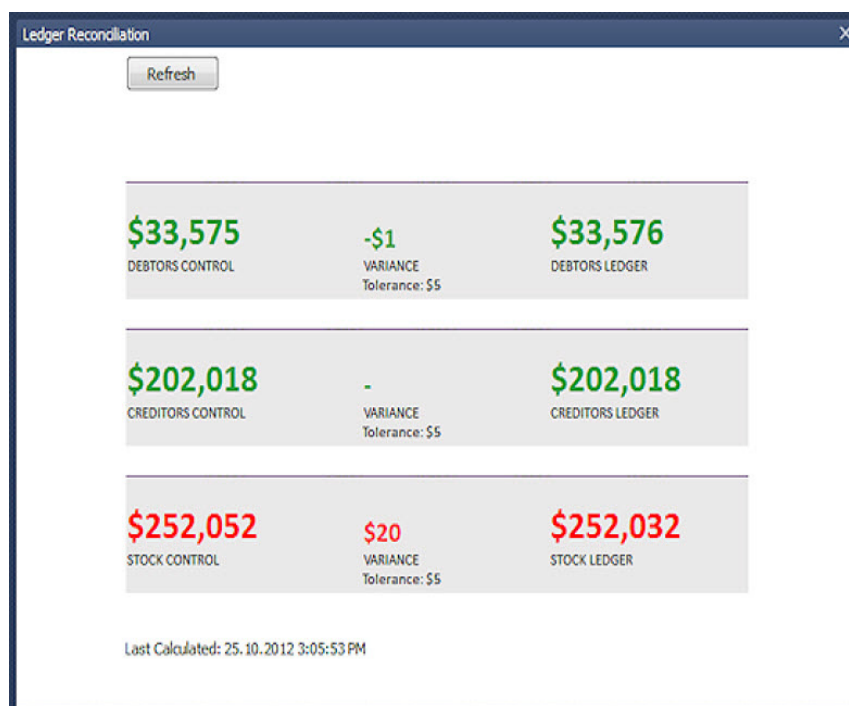 Ledger Reconciliation
Refresh
$33,575 -$1 $33,576
DEBTORS CONTROL VARIANCE DEBTORS LEDGER
Tolerance: $5
$202,018 - $202,018
CREDITORS CONTROL VARIANCE CREDITORS LEDGER
Tolerance: $5
$252,052 $20 $252,032
STOCK CONTROL VARIANCE STOCK LEDGER
Tolerance: $5
Last Calculated: 25.10.2012 3:05:53 PM